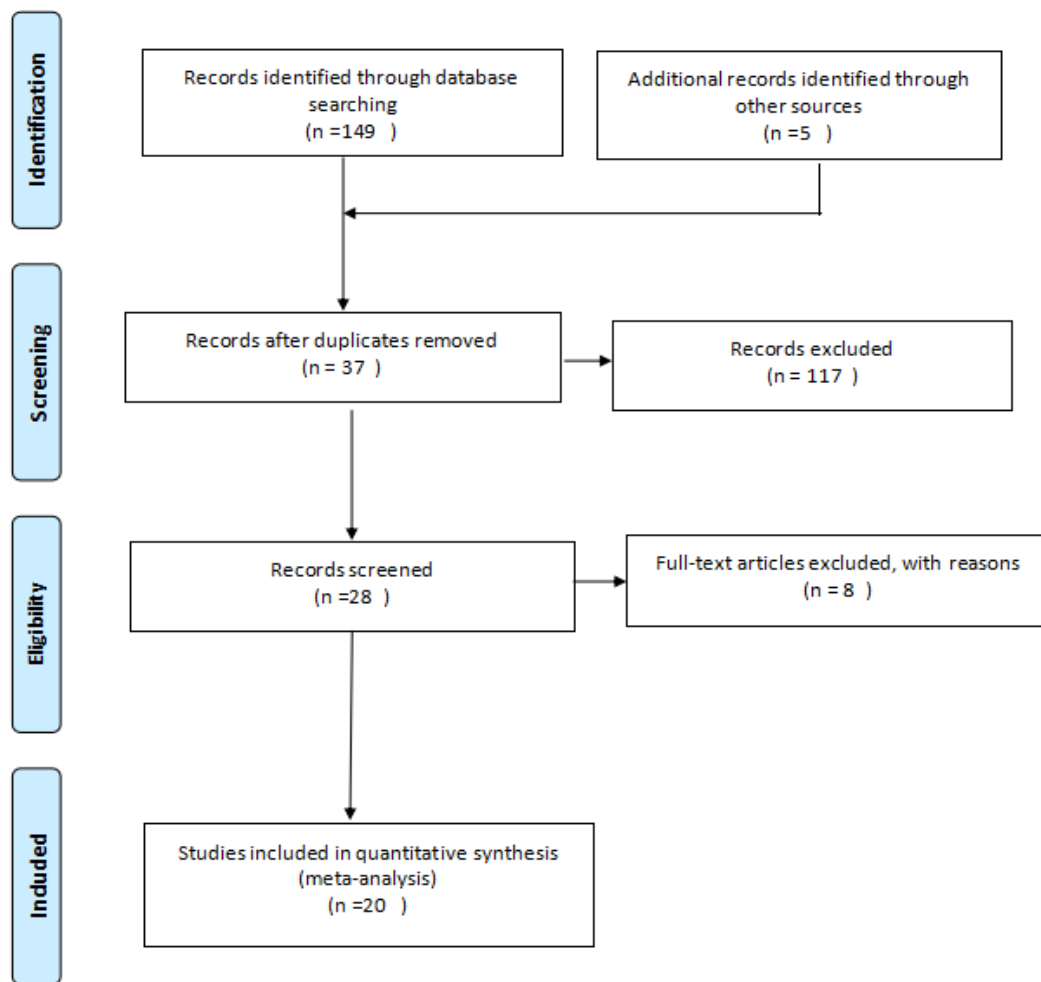 Identification
Records identified through database
searching
(n =149   )
Additional records identified through
other sources
(n =5   )
Screening
Records after duplicates removed
(n = 37   )
Records excluded
(n = 117   )
Eligibility
Records screened
(n =28   )
Full-text articles excluded, with reasons
(n = 8   )
Included
Studies included in quantitative synthesis
(meta-analysis)
(n =20   )